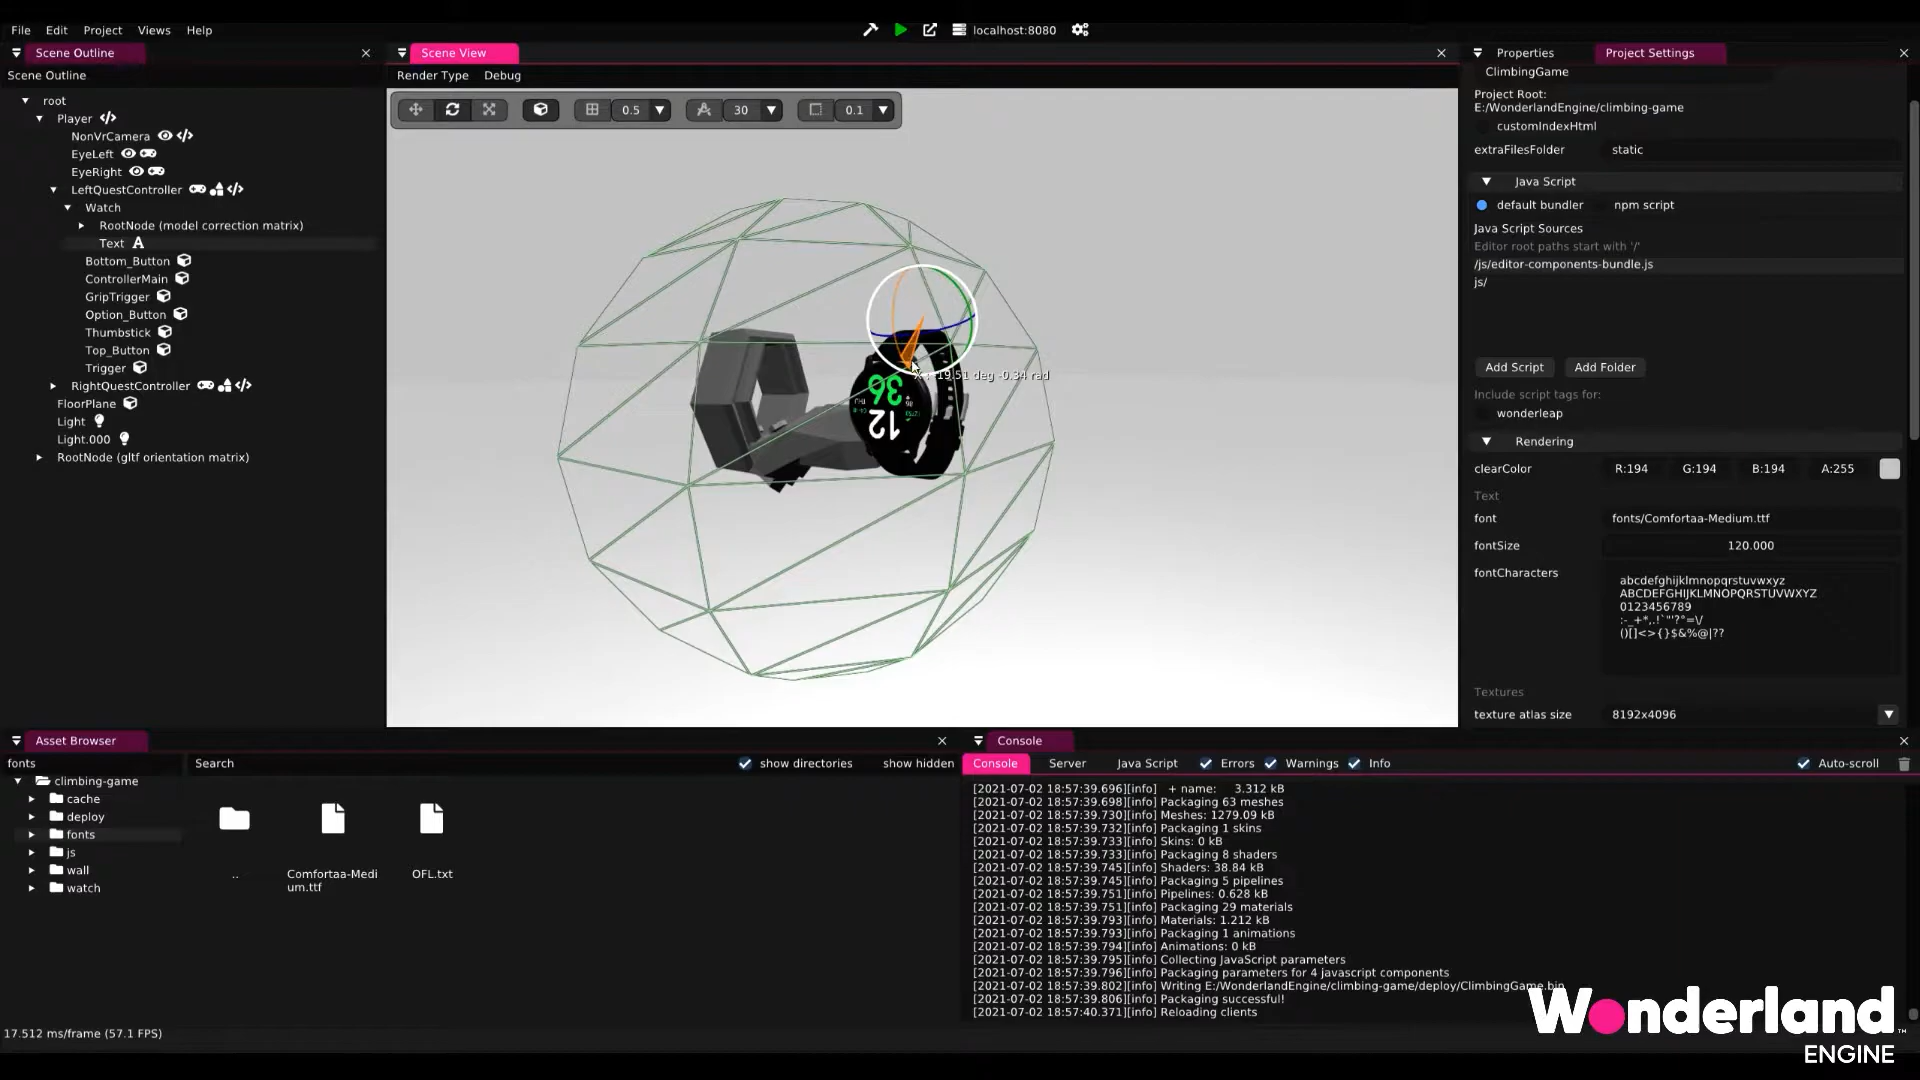 File Edit Project Views Help
localhost:8080
Scene Outline
Scene View
Properties
Project Settings
Scene Outline
Render Type Debug
0.5
30
0.1
root
Player
NonVrCamera
EyeLeft
EyeRight
LeftQuestController
Watch
RootNode (model correction matrix)
Text A
Bottom_Button
ControllerMain
GripTrigger
Option_Button
Thumbstick
Top_Button
Trigger
RightQuestController
FloorPlane
Light
Light.000
RootNode (gltf orientation matrix)
36
12
THU
deg -0.34 rad
ClimbingGame
Project Root:
E:/WonderlandEngine/climbing-game
customIndexHtml
extraFilesFolder static
Java Script
default bundler npm script
Java Script Sources
Editor root paths start with '/'
/js/editor-components-bundle.js
js/
Add Script Add Folder
Include script tags for:
wonderleap
Rendering
clearColor R:194 G:194 B:194 A:255
Text
font fonts/Comfortaa-Medium.ttf
fontSize 120.000
fontCharacters
abcdefghijklmnopqrstuvwxyz
ABCDEFGHIJKLMNOPQRSTUVWXYZ
0123456789
:-_+*,.!`"'?°=\/
()[]<>{}$&%@|??
Textures
texture atlas size 8192x4096
Asset Browser
fonts
Search
show directories
show hidden
climbing-game
cache
deploy
fonts
js
wall
watch
..
Comfortaa-Medi
um.ttf
OFL.txt
Console
Console Server Java Script Errors Warnings Info Auto-scroll
[2021-07-02 18:57:39.696][info] + name: 3.312 kB
[2021-07-02 18:57:39.698][info] Packaging 63 meshes
[2021-07-02 18:57:39.730][info] Meshes: 1279.09 kB
[2021-07-02 18:57:39.732][info] Packaging 1 skins
[2021-07-02 18:57:39.733][info] Skins: 0 kB
[2021-07-02 18:57:39.733][info] Packaging 8 shaders
[2021-07-02 18:57:39.745][info] Shaders: 38.84 kB
[2021-07-02 18:57:39.745][info] Packaging 5 pipelines
[2021-07-02 18:57:39.751][info] Pipelines: 0.628 kB
[2021-07-02 18:57:39.751][info] Packaging 29 materials
[2021-07-02 18:57:39.793][info] Materials: 1.212 kB
[2021-07-02 18:57:39.793][info] Packaging 1 animations
[2021-07-02 18:57:39.794][info] Animations: 0 kB
[2021-07-02 18:57:39.795][info] Collecting JavaScript parameters
[2021-07-02 18:57:39.796][info] Packaging parameters for 4 javascript components
[2021-07-02 18:57:39.802][info] Writing E:/WonderlandEngine/climbing-game/deploy/ClimbingGame.bin
[2021-07-02 18:57:39.806][info] Packaging successful!
[2021-07-02 18:57:40.371][info] Reloading clients
17.512 ms/frame (57.1 FPS)
Wonderland™
ENGINE